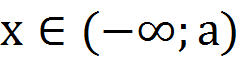 x ∈ (−∞; a)